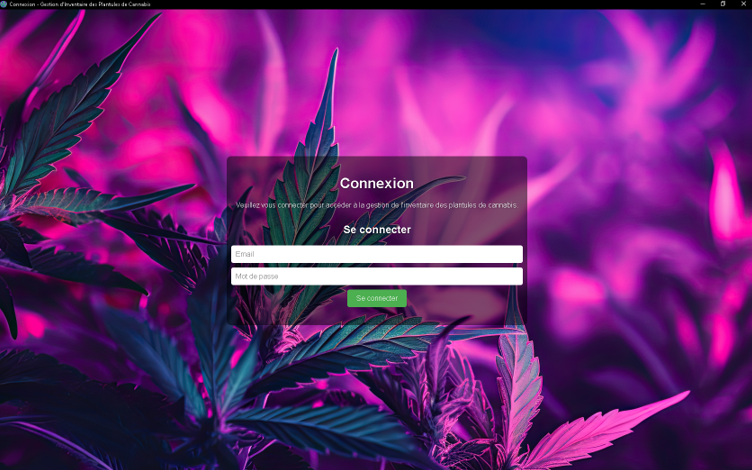 Connexion - Gestion d'Inventaire des Plantules de Cannabis
Connexion
Veuillez vous connecter pour accéder à la gestion de l'inventaire des plantules de cannabis.
Se connecter
Email
Mot de passe
Se connecter